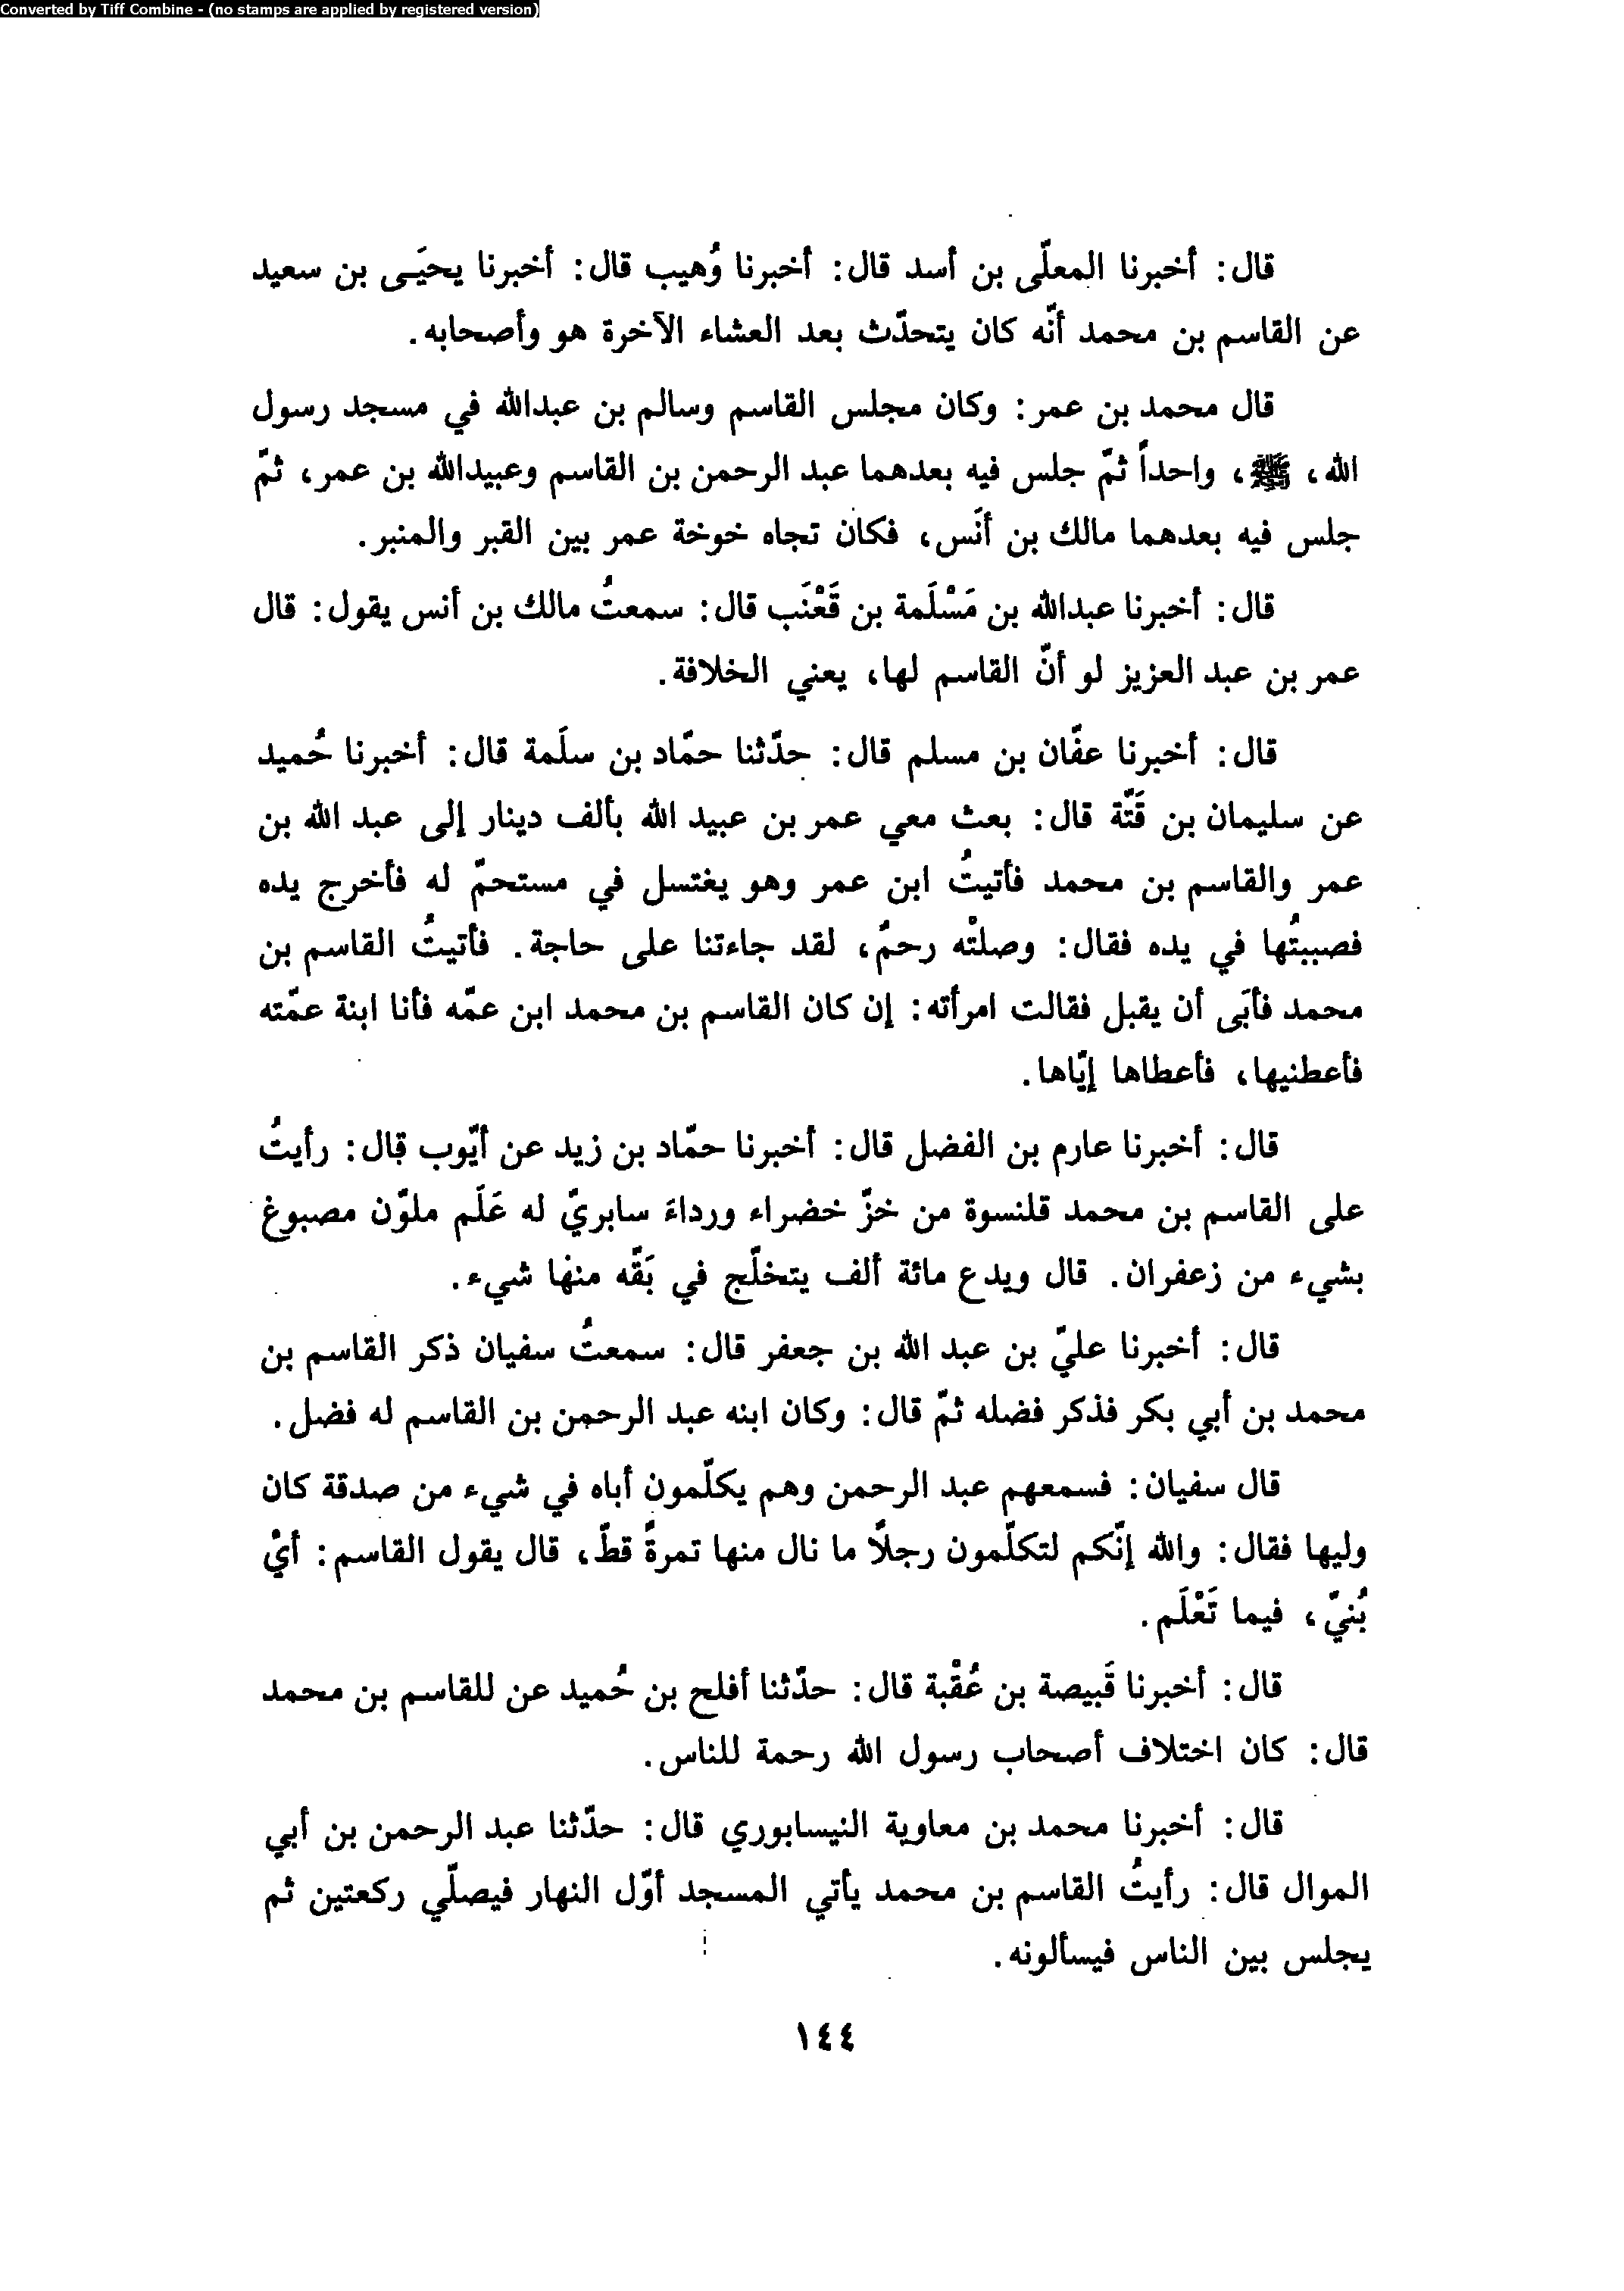 Converted by Tiff Combine - (no stamps are applied by registered version)
قال: أخبرنا المعلّى بن أسد قال: أخبرنا وُهيب قال: أخبرنا يحيَـى بن سعيد
عن القاسم بن محمد أنّه كان يتحدّث بعد العشاء الآخرة هو وأصحابه.
قال محمد بن عمر: وكان مجلس القاسم وسالم بن عبدالله في مسجد رسول
الله، ﷺ، واحداً ثمّ جلس فيه بعدهما عبد الرحمن بن القاسم وعبيدالله بن عمر، ثمّ
جلس فيه بعدهما مالك بن أنَس، فكان تجاه خوخة عمر بين القبر والمنبر.
قال: أخبرنا عبدالله بن مَسْلَمة بن قَعْنَب قال: سمعتُ مالك بن أنس يقول: قال
عمر بن عبد العزيز لو أنّ القاسم لها، يعني الخلافة.
قال: أخبرنا عفّان بن مسلم قال: حدّثنا حمّاد بن سلَمة قال: أخبرنا حُميد
عن سليمان بن قَتّة قال: بعث معي عمر بن عبيد الله بألف دينار إلى عبد الله بن
عمر والقاسم بن محمد فأتيتُ ابن عمر وهو يغتسل في مستحمّ له فأخرج يده
فصببتُها في يده فقال: وصلتْه رحمٌ، لقد جاءتنا على حاجة. فأتيتُ القاسم بن
محمد فأبَى أن يقبل فقالت امرأته: إن كان القاسم بن محمد ابن عمّه فأنا ابنة عمّته
فأعطنيها، فأعطاها إيّاها.
قال: أخبرنا عارم بن الفضل قال: أخبرنا حمّاد بن زيد عن أيّوب قال: رأيتُ
على القاسم بن محمد قلنسوة من خزّ خضراء ورداءَ سابريّ له عَلَم ملوّن مصبوغ
بشيء من زعفران. قال ويدع مائة ألف يتخلّج في بَقّه منها شيء.
قال: أخبرنا عليّ بن عبد الله بن جعفر قال: سمعتُ سفيان ذكر القاسم بن
محمد بن أبي بكر فذكر فضله ثمّ قال: وكان ابنه عبد الرحمن بن القاسم له فضل.
قال سفيان: فسمعهم عبد الرحمن وهم يكلّمون أباه في شيء من صدقة كان
وليها فقال: والله إنّكم لتكلّمون رجلًا ما نال منها تمرةً قطّ، قال يقول القاسم: أيْ
بُنيّ، فيما تَعْلَم.
قال: أخبرنا قَبيصة بن عُقْبة قال: حدّثنا أفلح بن حُميد عن للقاسم بن محمد
قال: كان اختلاف أصحاب رسول الله رحمة للناس.
قال: أخبرنا محمد بن معاوية النيسابوري قال: حدّثنا عبد الرحمن بن أبي
الموال قال: رأيتُ القاسم بن محمد يأتي المسجد أوّل النهار فيصلّي ركعتين ثم
يجلس بين الناس فيسألونه.
١٤٤